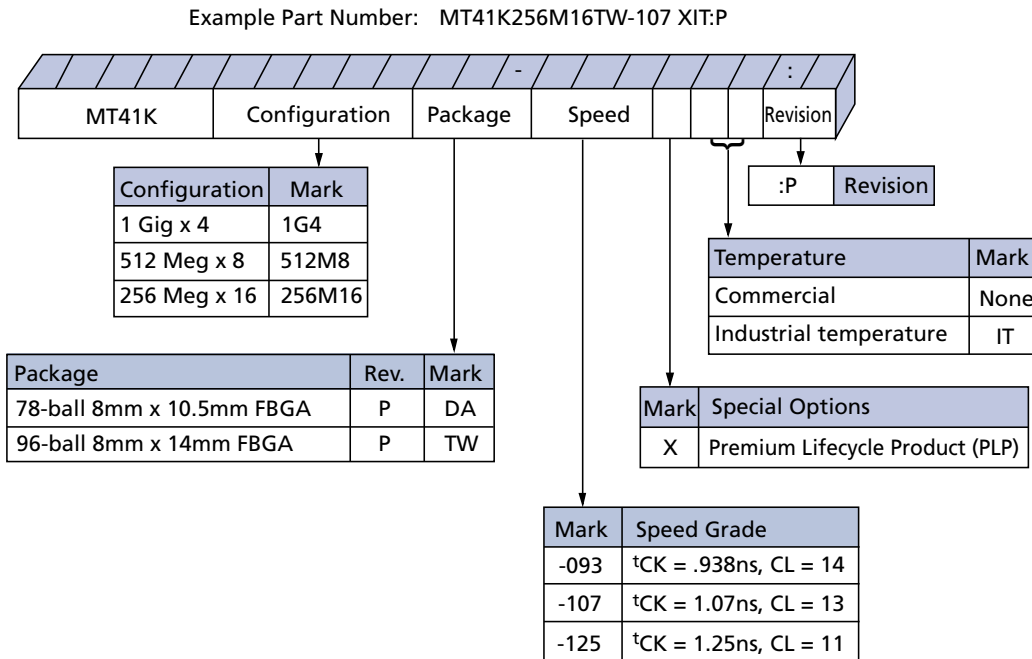 Example Part Number: MT41K256M16TW-107 XIT:P
- :
MT41K Configuration Package Speed Revision
:P Revision
Configuration Mark
1 Gig x 4 1G4
512 Meg x 8 512M8
256 Meg x 16 256M16
Temperature Mark
Commercial None
Industrial temperature IT
Package Rev. Mark
78-ball 8mm x 10.5mm FBGA P DA
96-ball 8mm x 14mm FBGA P TW
Mark Special Options
X Premium Lifecycle Product (PLP)
Mark Speed Grade
-093 tCK = .938ns, CL = 14
-107 tCK = 1.07ns, CL = 13
-125 tCK = 1.25ns, CL = 11